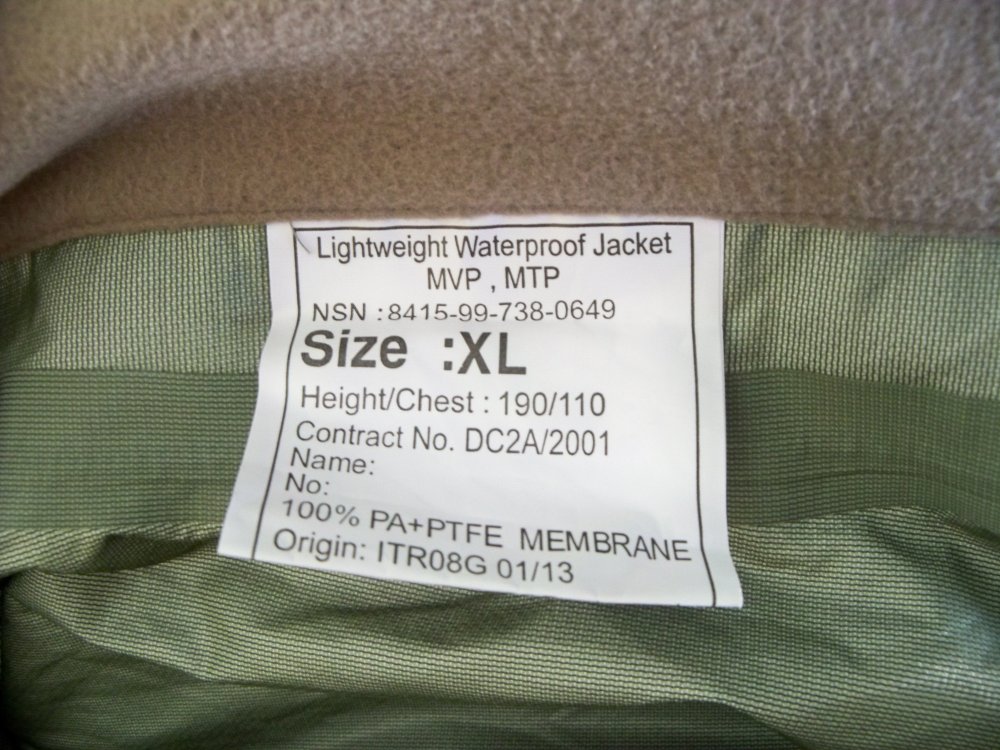 Lightweight Waterproof Jacket
MVP , MTP
NSN : 8415-99-738-0649
Size :XL
Height/Chest : 190/110
Contract No. DC2A/2001
Name:
No:
100% PA+PTFE MEMBRANE
Origin: ITR08G 01/13